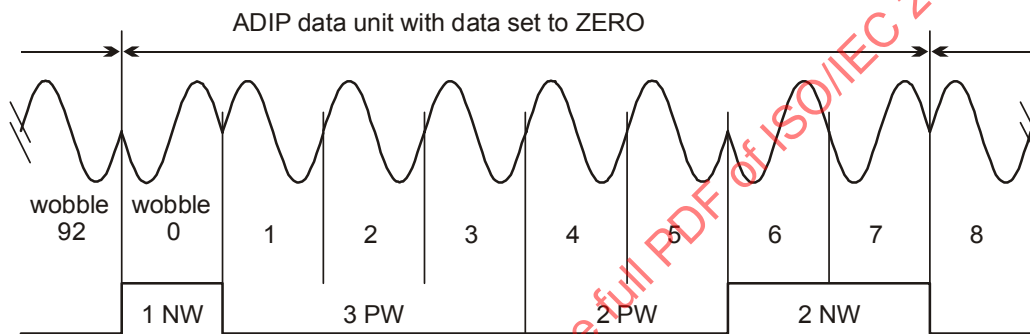 ADIP data unit with data set to ZERO
wobble 92
wobble 0
1
2
3
4
5
6
7
8
1 NW
3 PW
2 PW
2 NW
e full PDF of ISO/IEC 2